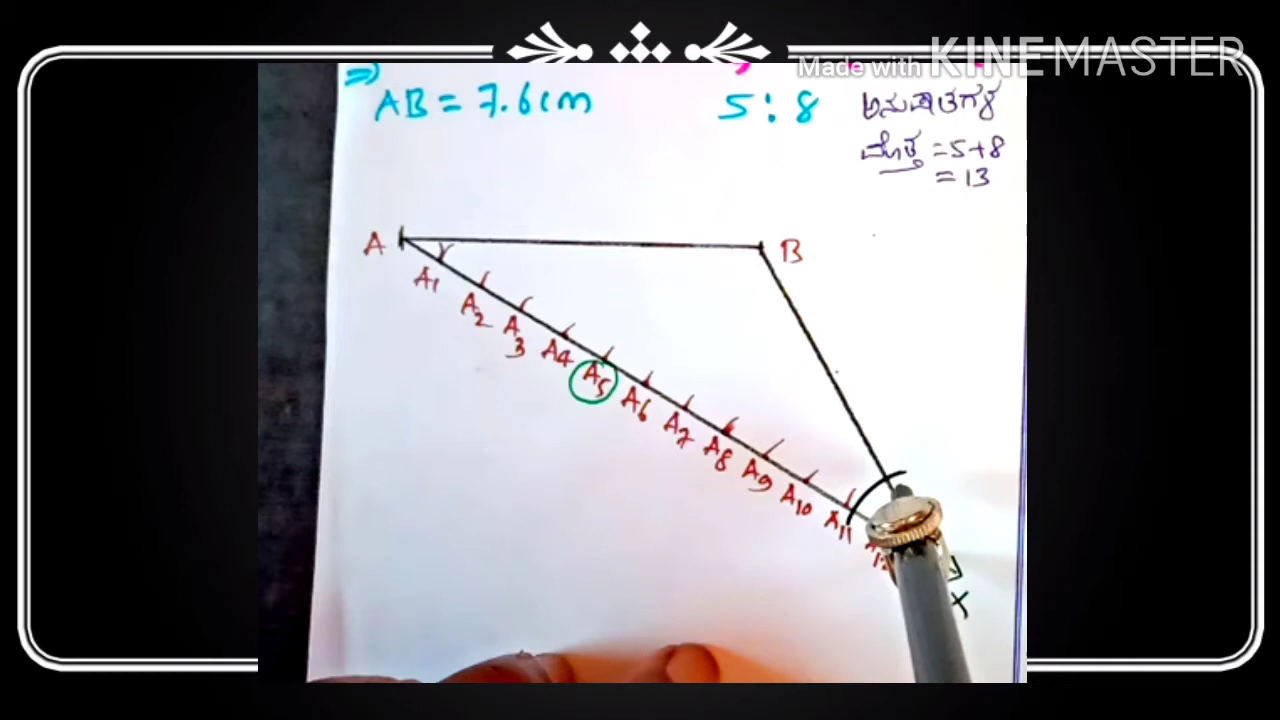 Made with KINEMASTER
⇒
AB = 7.6cm
5 : 8
ಅನುಪಾತಗಳ
ಮೊತ್ತ = 5+8
= 13
A
B
A1
A2
A3
A4
A5
A6
A7
A8
A9
A10
A11
X